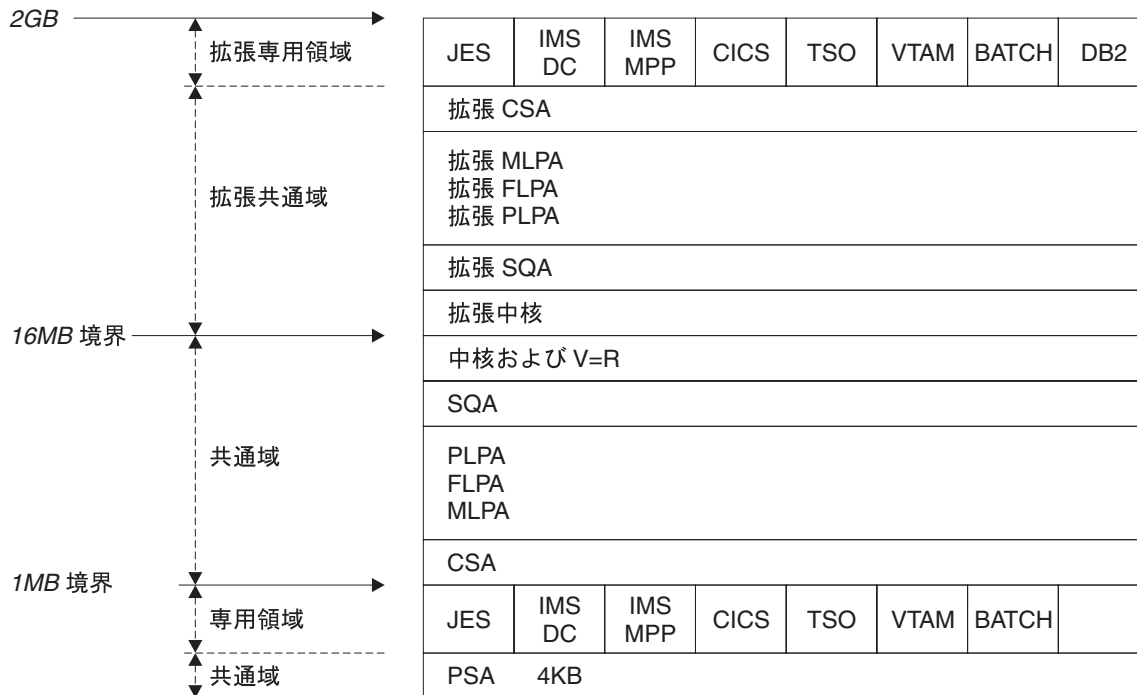 2GB
拡張専用領域
JES IMS DC IMS MPP CICS TSO VTAM BATCH DB2
拡張 CSA
拡張共通域
拡張 MLPA
拡張 FLPA
拡張 PLPA
拡張 SQA
拡張中核
16MB 境界
中核および V=R
SQA
共通域
PLPA
FLPA
MLPA
CSA
1MB 境界
専用領域
JES IMS DC IMS MPP CICS TSO VTAM BATCH
共通域
PSA 4KB